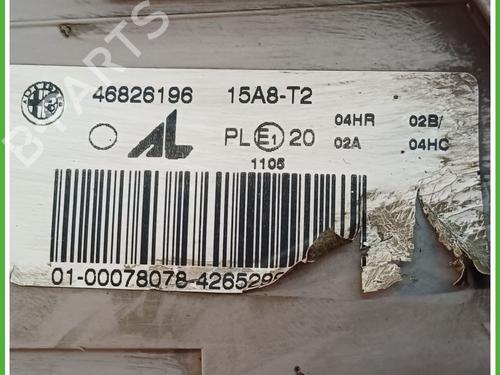 46826196 15A8-T2
AL PL E1 20 04HR 02B/
02A 04HC
1105
01-00078078-426529
B PARTS